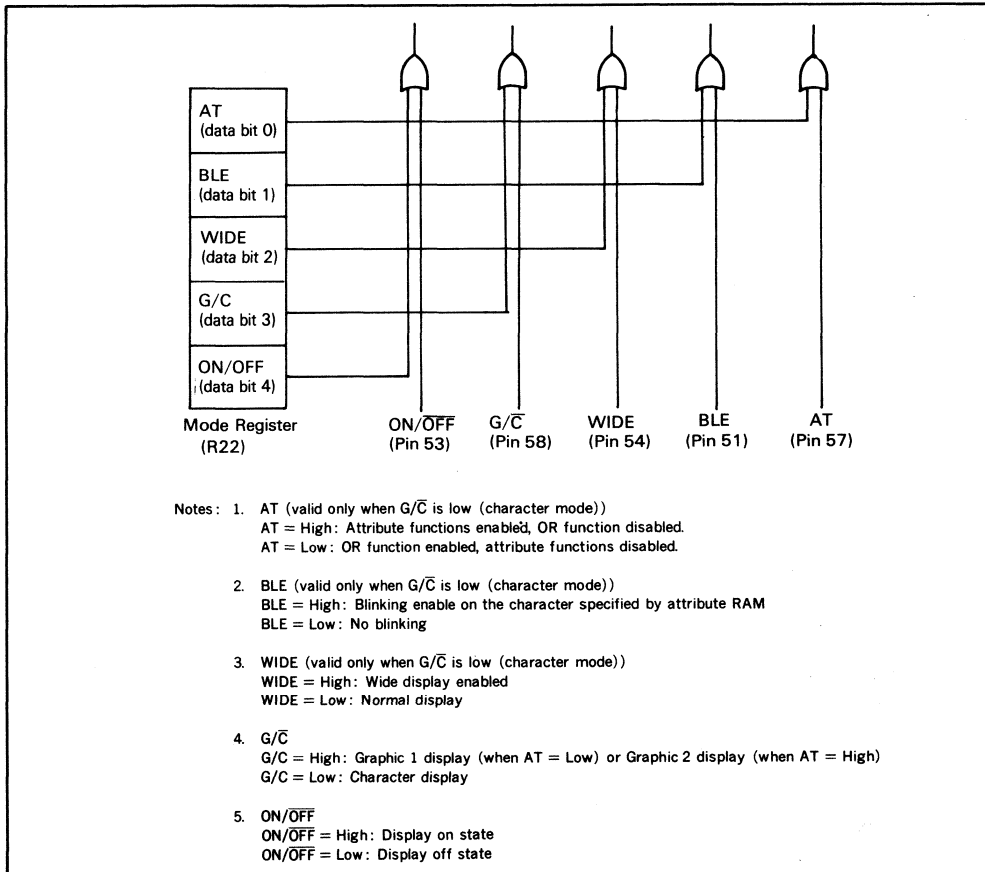 AT
(data bit 0)
BLE
(data bit 1)
WIDE
(data bit 2)
G/C
(data bit 3)
ON/OFF
(data bit 4)
Mode Register
(R22)
ON/O̅F̅F̅
(Pin 53)
G/C̅
(Pin 58)
WIDE
(Pin 54)
BLE
(Pin 51)
AT
(Pin 57)
Notes: 1. AT (valid only when G/C̅ is low (character mode))
AT = High: Attribute functions enabled, OR function disabled.
AT = Low: OR function enabled, attribute functions disabled.
2. BLE (valid only when G/C̅ is low (character mode))
BLE = High: Blinking enable on the character specified by attribute RAM
BLE = Low: No blinking
3. WIDE (valid only when G/C̅ is low (character mode))
WIDE = High: Wide display enabled
WIDE = Low: Normal display
4. G/C̅
G/C = High: Graphic 1 display (when AT = Low) or Graphic 2 display (when AT = High)
G/C = Low: Character display
5. ON/O̅F̅F̅
ON/O̅F̅F̅ = High: Display on state
ON/O̅F̅F̅ = Low: Display off state